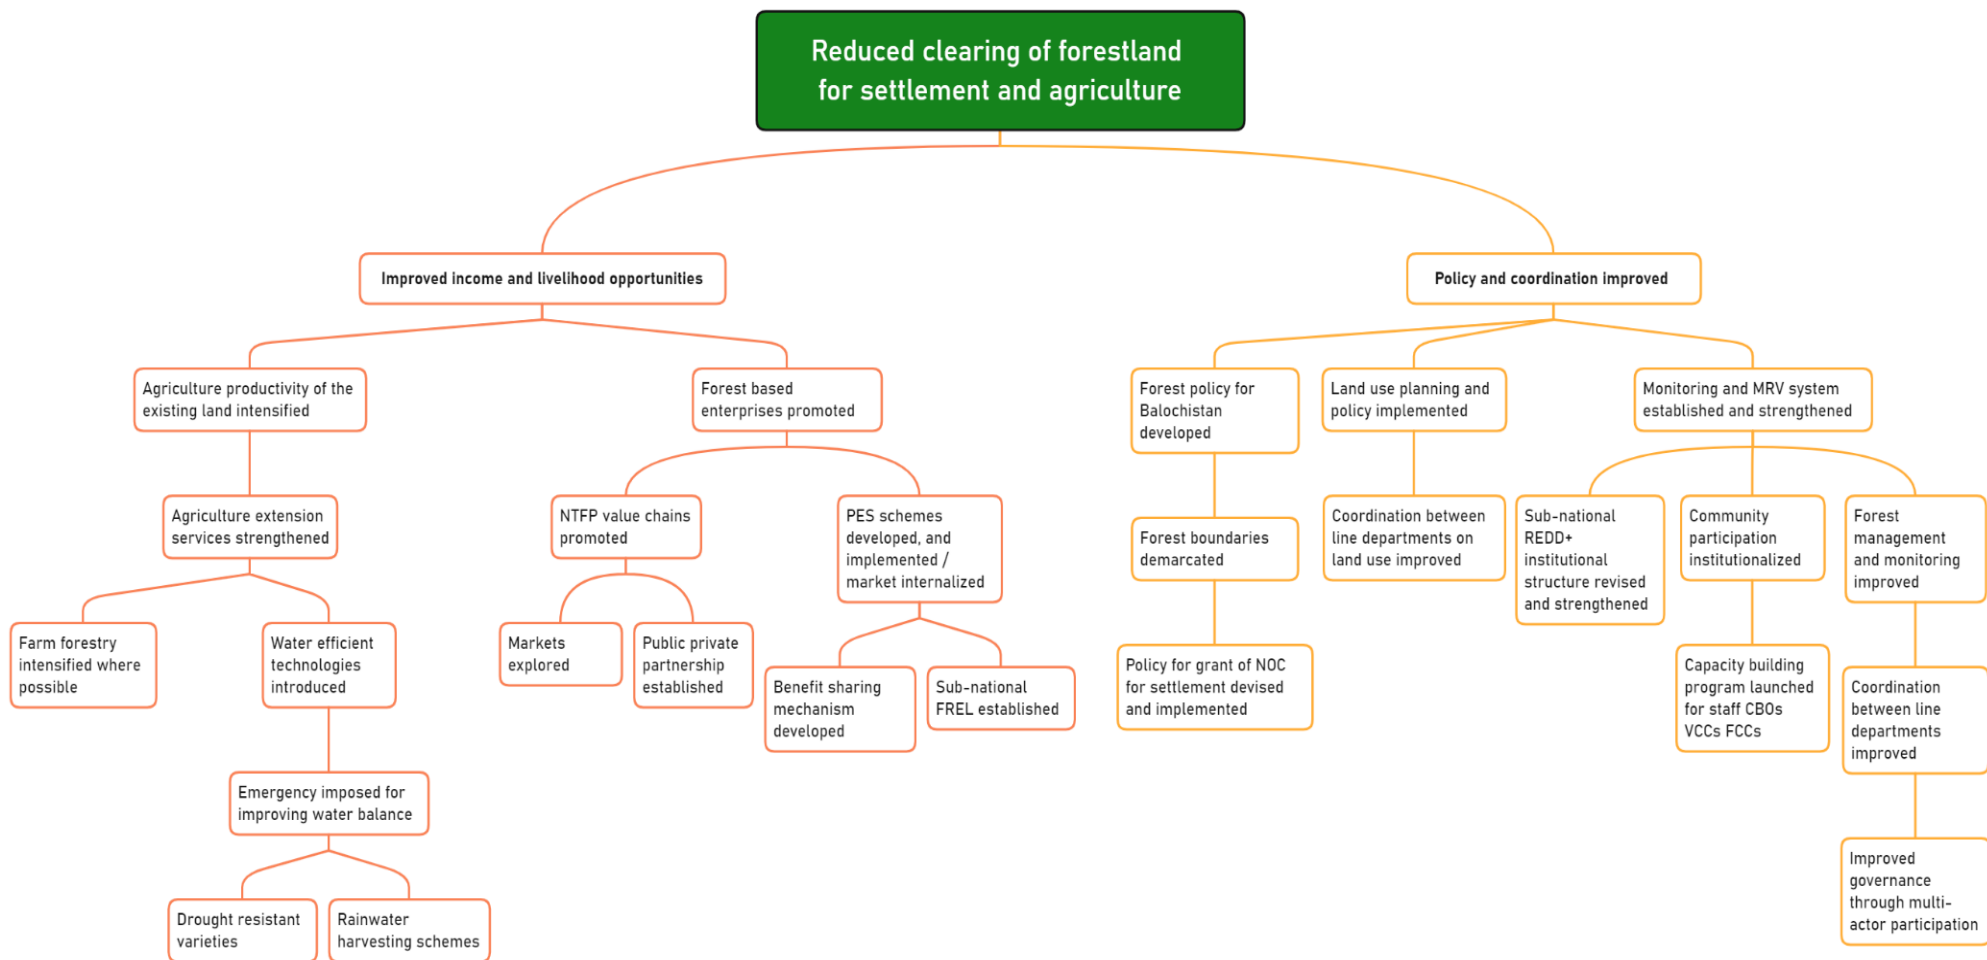 Reduced clearing of forestland
for settlement and agriculture
Improved income and livelihood opportunities
Policy and coordination improved
Agriculture productivity of the
existing land intensified
Forest based
enterprises promoted
Forest policy for
Balochistan
developed
Land use planning and
policy implemented
Monitoring and MRV system
established and strengthened
Agriculture extension
services strengthened
NTFP value chains
promoted
PES schemes
developed, and
implemented /
market internalized
Forest boundaries
demarcated
Coordination between
line departments on
land use improved
Sub-national
REDD+
institutional
structure revised
and strengthened
Community
participation
institutionalized
Forest
management
and monitoring
improved
Farm forestry
intensified where
possible
Water efficient
technologies
introduced
Markets
explored
Public private
partnership
established
Benefit sharing
mechanism
developed
Sub-national
FREL established
Policy for grant of NOC
for settlement devised
and implemented
Capacity building
program launched
for staff CBOs
VCCs FCCs
Coordination
between line
departments
improved
Emergency imposed for
improving water balance
Drought resistant
varieties
Rainwater
harvesting schemes
Improved
governance
through multi-
actor participation